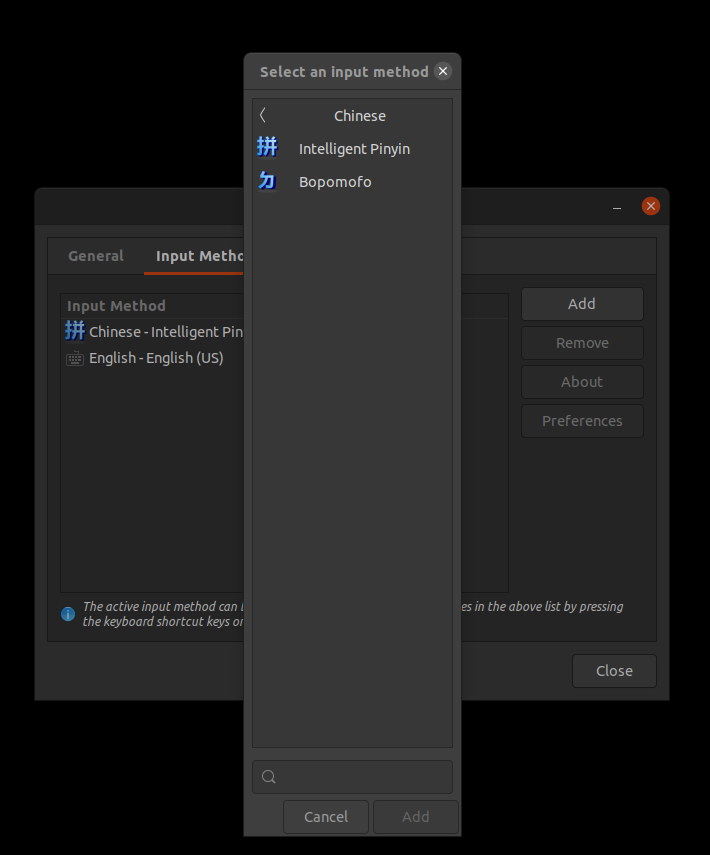 Select an input method
Chinese
拼 Intelligent Pinyin
ㄉ Bopomofo
General
Input Metho
Input Method
拼 Chinese - Intelligent Pin
English - English (US)
Add
Remove
About
Preferences
The active input method can
es in the above list by pressing
the keyboard shortcut keys or
Close
Cancel
Add